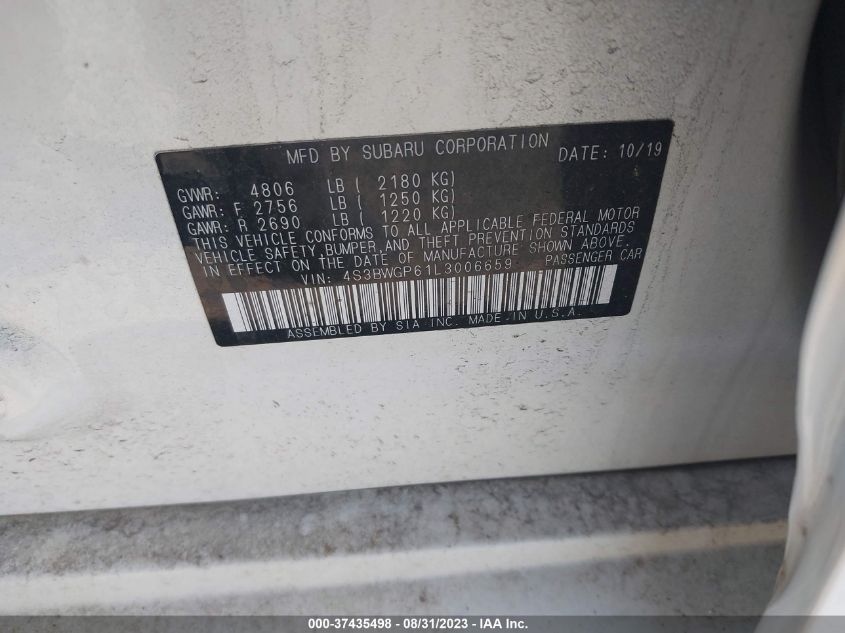 MFD BY SUBARU CORPORATION DATE: 10/19
GVWR: 4806 LB ( 2180 KG)
GAWR: F 2756 LB ( 1250 KG)
GAWR: R 2690 LB ( 1220 KG)
THIS VEHICLE CONFORMS TO ALL APPLICABLE FEDERAL MOTOR
VEHICLE SAFETY,BUMPER,AND THEFT PREVENTION STANDARDS
IN EFFECT ON THE DATE OF MANUFACTURE SHOWN ABOVE.
VIN: 4S3BWGP61L3006659 PASSENGER CAR
ASSEMBLED BY SIA INC. MADE IN U.S.A.
000-37435498 - 08/31/2023 - IAA Inc.